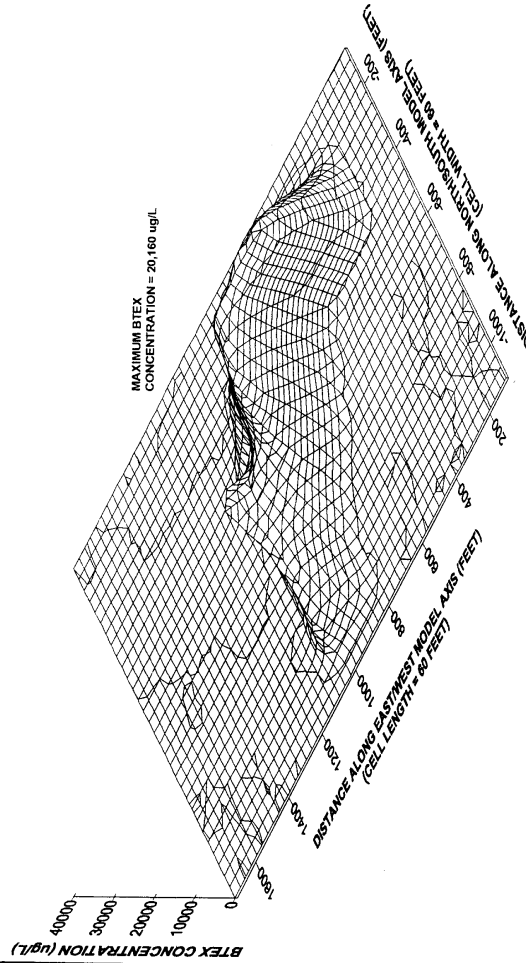 MAXIMUM BTEX
CONCENTRATION = 20,160 ug/L
BTEX CONCENTRATION (ug/L)
40000
30000
20000
10000
0
1600
1400
1200
1000
800
600
400
200
DISTANCE ALONG EAST/WEST MODEL AXIS (FEET)
(CELL LENGTH = 60 FEET)
-1000
-800
-600
-400
-200
DISTANCE ALONG NORTH/SOUTH MODEL AXIS (FEET)
(CELL WIDTH = 60 FEET)